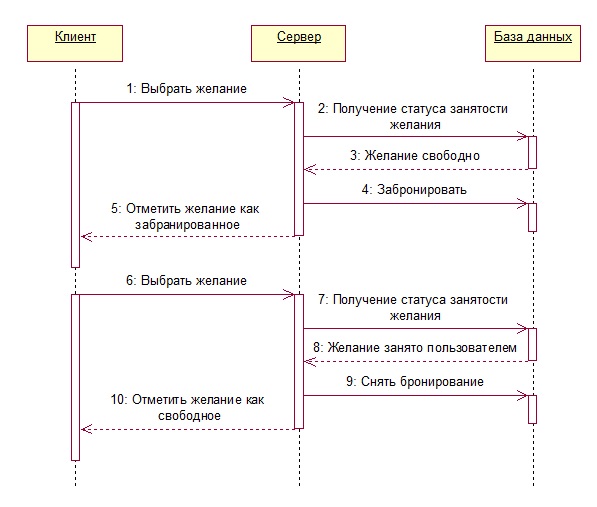 Клиент
Сервер
База данных
1: Выбрать желание
2: Получение статуса занятости
желания
3: Желание свободно
4: Забронировать
5: Отметить желание как
забранированное
6: Выбрать желание
7: Получение статуса занятости
желания
8: Желание занято пользователем
9: Снять бронирование
10: Отметить желание как
свободное